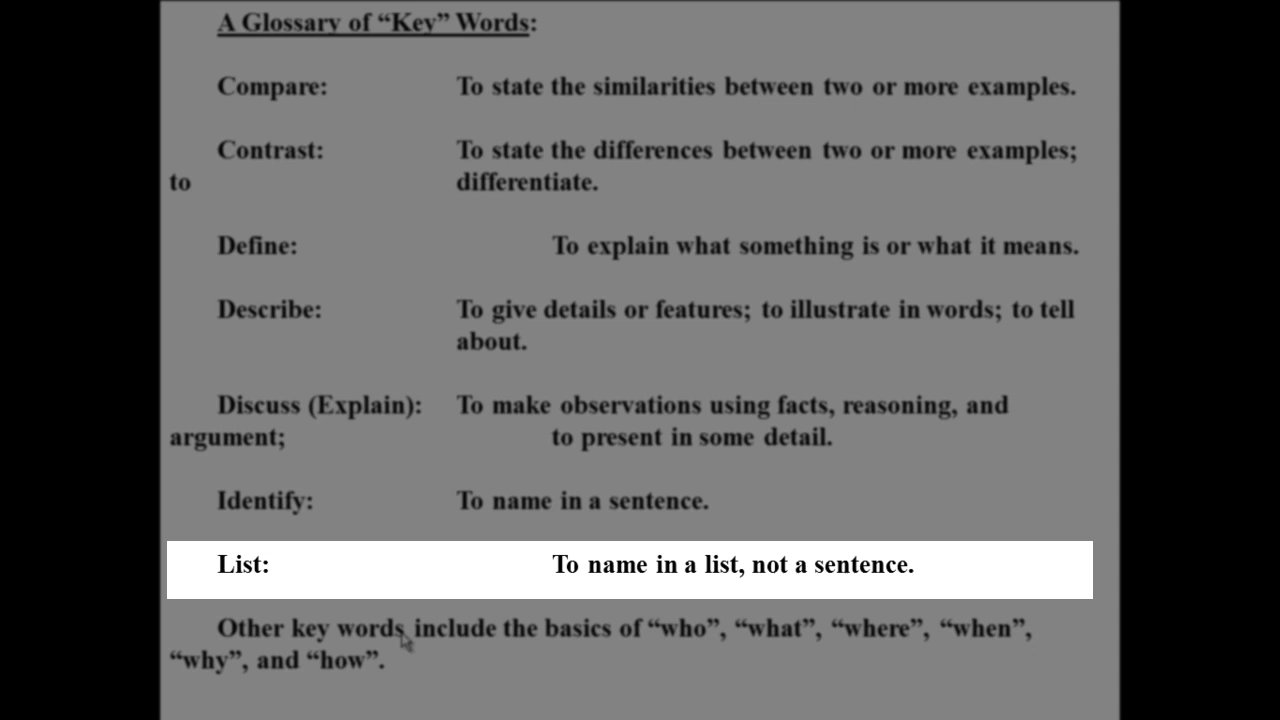 A Glossary of “Key” Words:
Compare: To state the similarities between two or more examples.
Contrast: To state the differences between two or more examples;
to differentiate.
Define: To explain what something is or what it means.
Describe: To give details or features; to illustrate in words; to tell
about.
Discuss (Explain): To make observations using facts, reasoning, and
argument; to present in some detail.
Identify: To name in a sentence.
List: To name in a list, not a sentence.
Other key words include the basics of “who”, “what”, “where”, “when”,
“why”, and “how”.